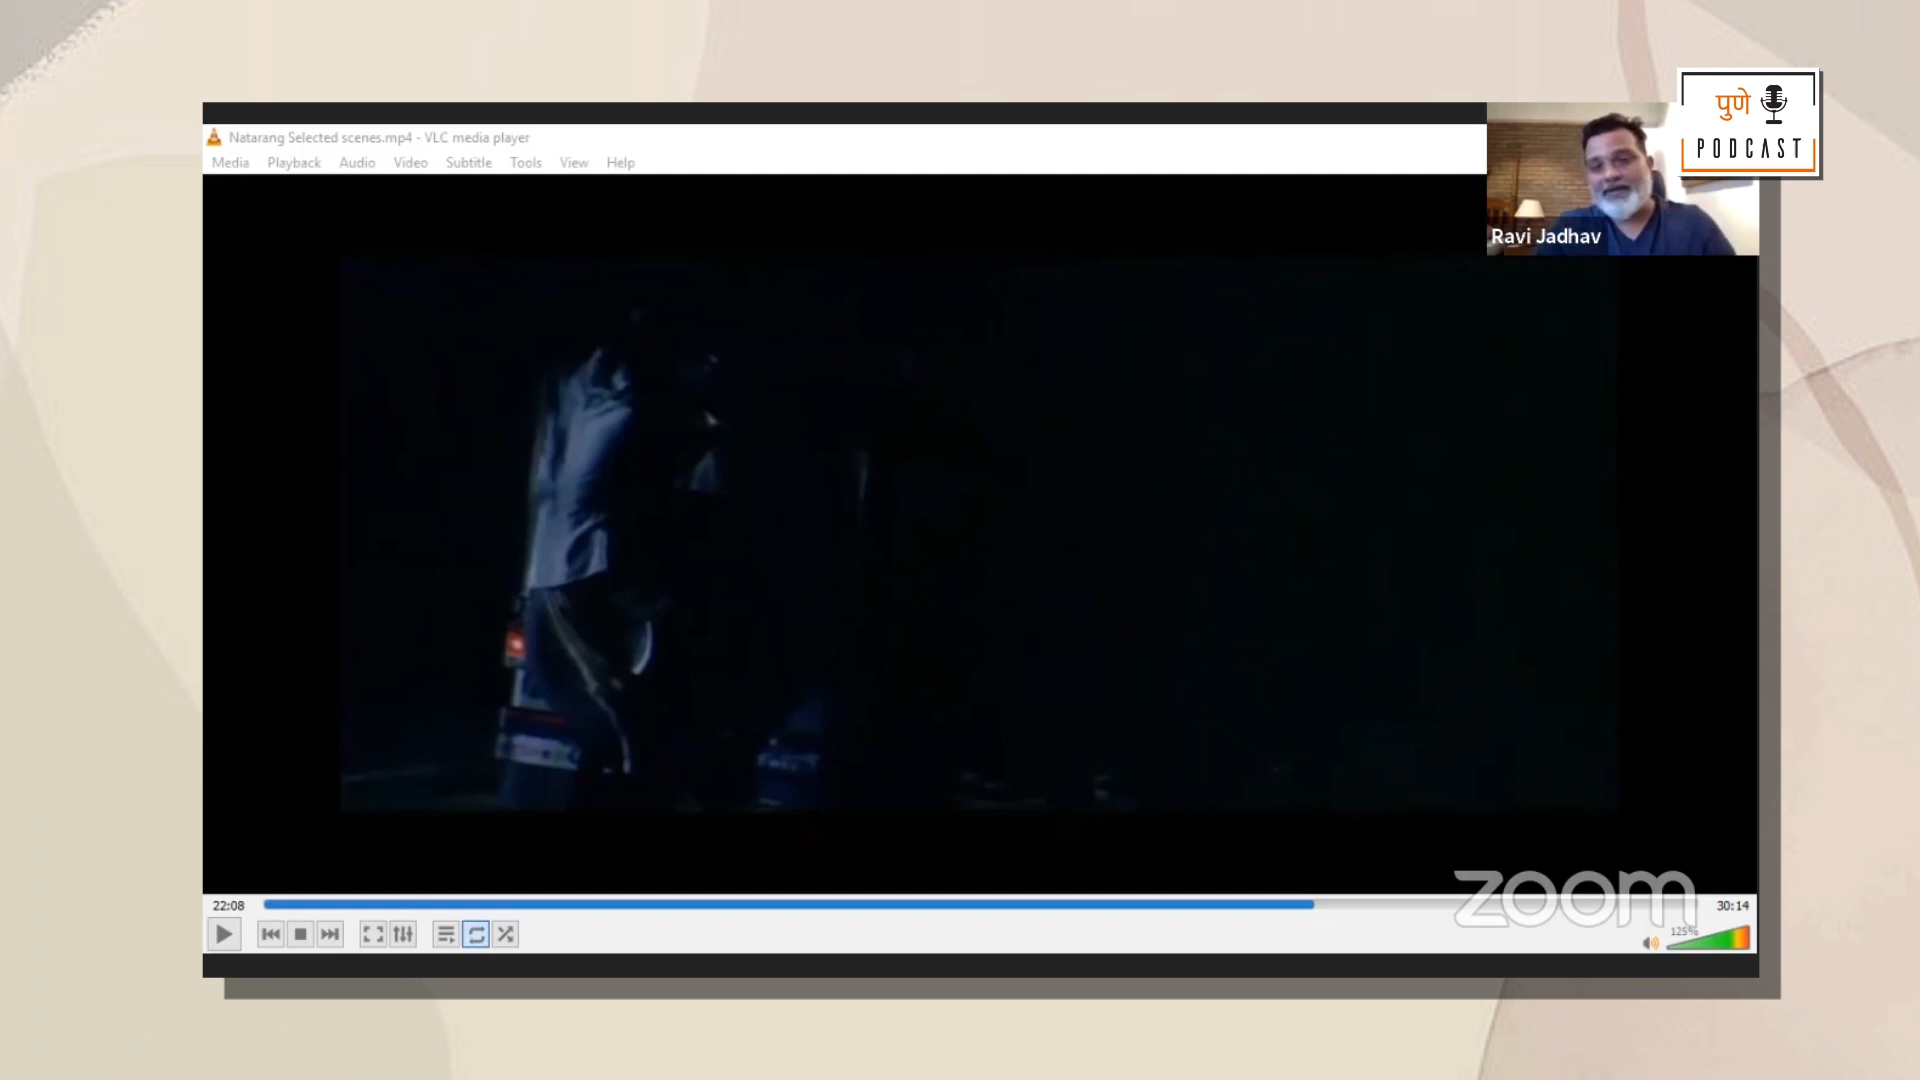 पुणे
PODCAST
Natarang Selected scenes.mp4 - VLC media player
Media Playback Audio Video Subtitle Tools View Help
Ravi Jadhav
zoom
22:08
30:14
125%